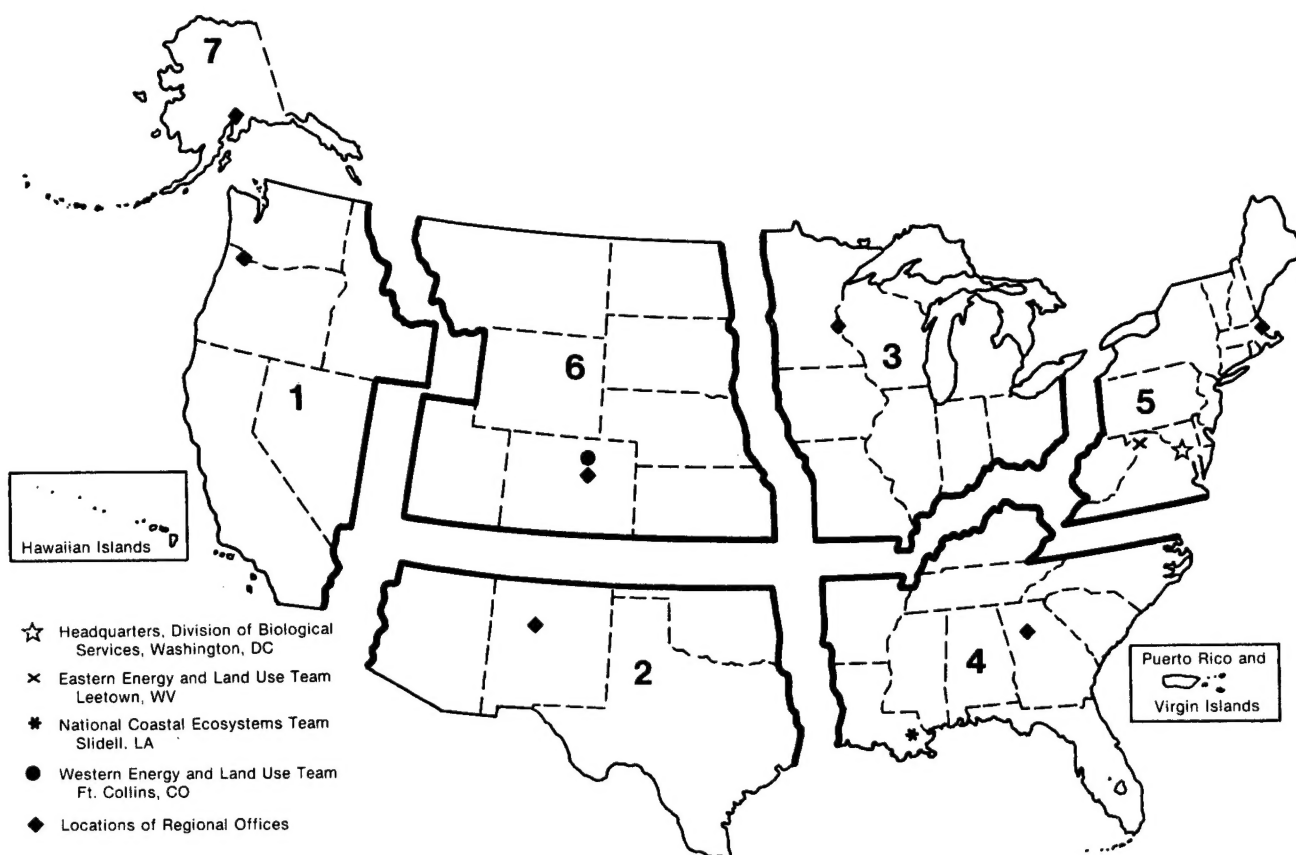 7
6
3
1
5
Hawaiian Islands
Headquarters, Division of Biological
Services, Washington, DC
Eastern Energy and Land Use Team
Leetown, WV
National Coastal Ecosystems Team
Slidell, LA
Western Energy and Land Use Team
Ft. Collins, CO
Locations of Regional Offices
2
4
Puerto Rico and
Virgin Islands